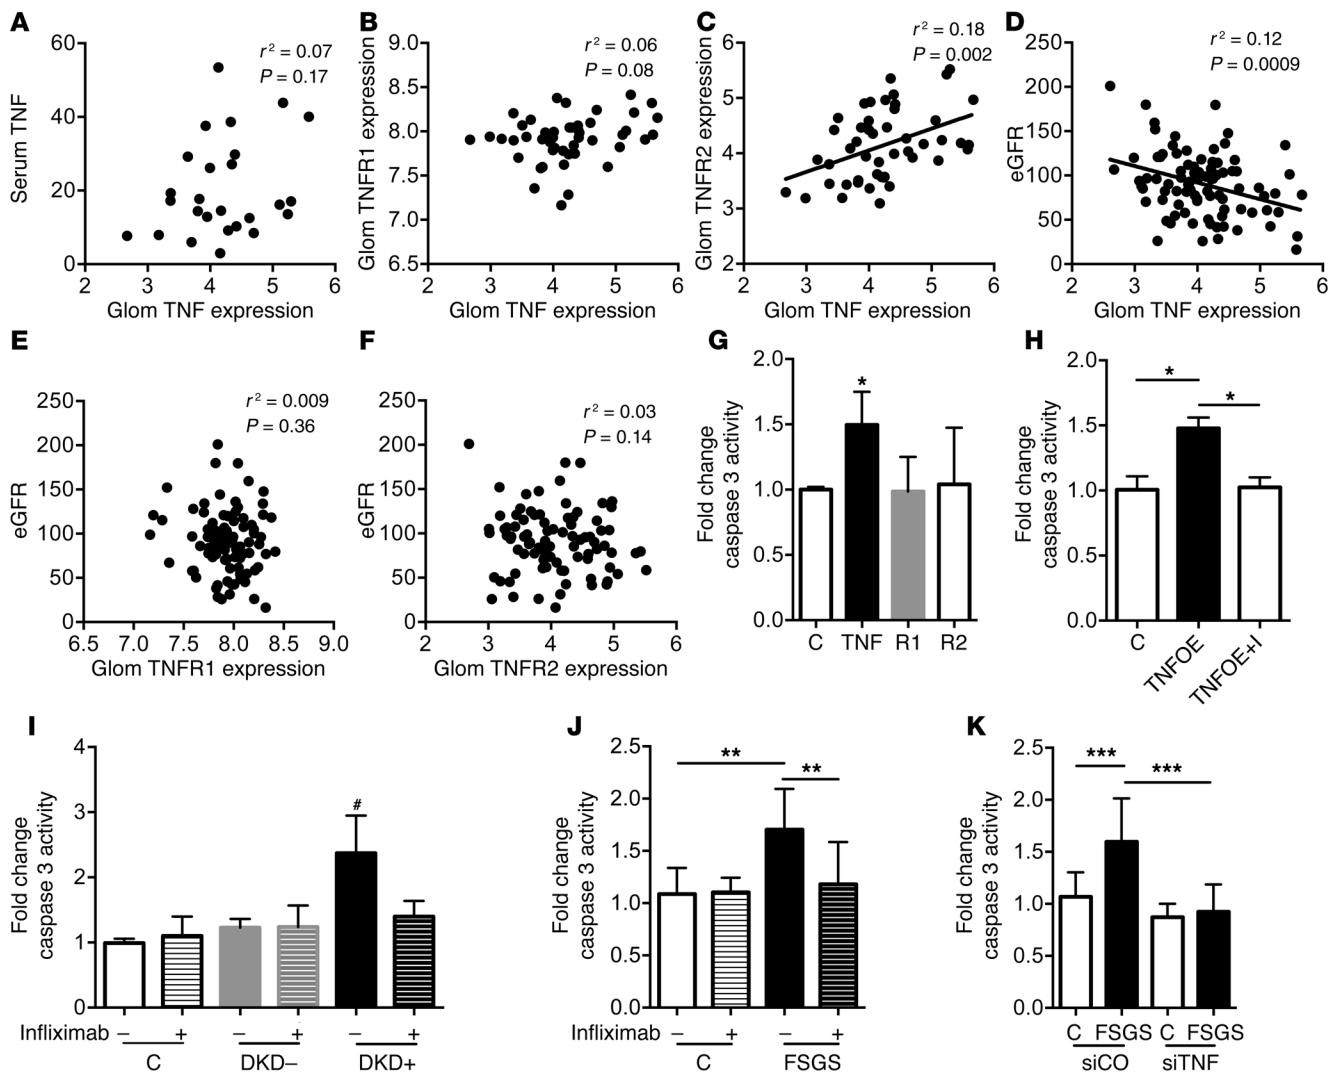 A
r² = 0.07
P = 0.17
Serum TNF
60
40
20
0
2 3 4 5 6
Glom TNF expression
B
r² = 0.06
P = 0.08
Glom TNFR1 expression
9.0
8.5
8.0
7.5
7.0
6.5
2 3 4 5 6
Glom TNF expression
C
r² = 0.18
P = 0.002
Glom TNFR2 expression
6
5
4
3
2
2 3 4 5 6
Glom TNF expression
D
r² = 0.12
P = 0.0009
eGFR
250
200
150
100
50
0
2 3 4 5 6
Glom TNF expression
E
r² = 0.009
P = 0.36
eGFR
250
200
150
100
50
0
6.5 7.0 7.5 8.0 8.5 9.0
Glom TNFR1 expression
F
r² = 0.03
P = 0.14
eGFR
250
200
150
100
50
0
2 3 4 5 6
Glom TNFR2 expression
G
Fold change
caspase 3 activity
2.0
1.5
1.0
0.5
0.0
*
C TNF R1 R2
H
Fold change
caspase 3 activity
2.0
1.5
1.0
0.5
0.0
*
*
C TNFOE TNFOE+I
I
Fold change
caspase 3 activity
4
3
2
1
0
#
Infliximab – + – + – +
C DKD– DKD+
J
Fold change
caspase 3 activity
2.5
2.0
1.5
1.0
0.5
0.0
**
**
Infliximab – + – +
C FSGS
K
Fold change
caspase 3 activity
2.5
2.0
1.5
1.0
0.5
0.0
***
***
C FSGS C FSGS
siCO siTNF